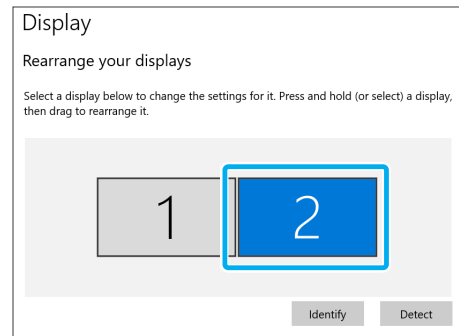 Display
Rearrange your displays
Select a display below to change the settings for it. Press and hold (or select) a display,
then drag to rearrange it.
1 2
Identify Detect